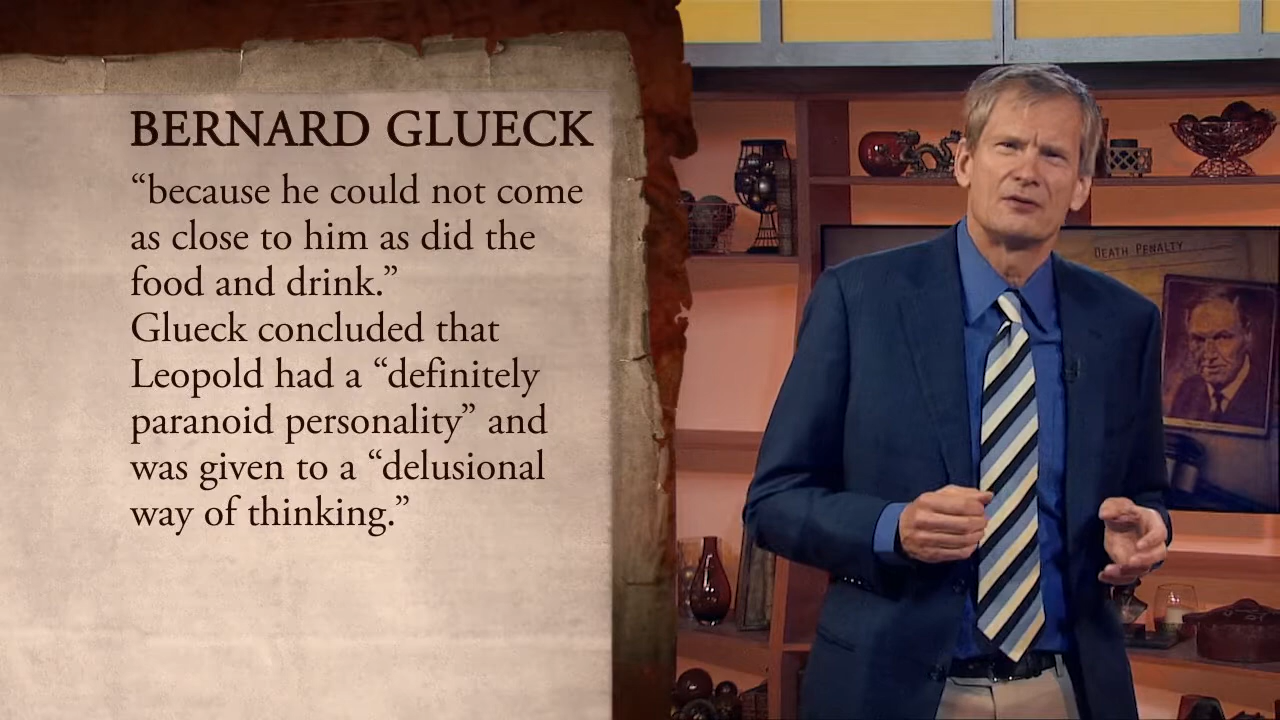 BERNARD GLUECK
“because he could not come
as close to him as did the
food and drink.”
Glueck concluded that
Leopold had a “definitely
paranoid personality” and
was given to a “delusional
way of thinking.”
DEATH PENALTY